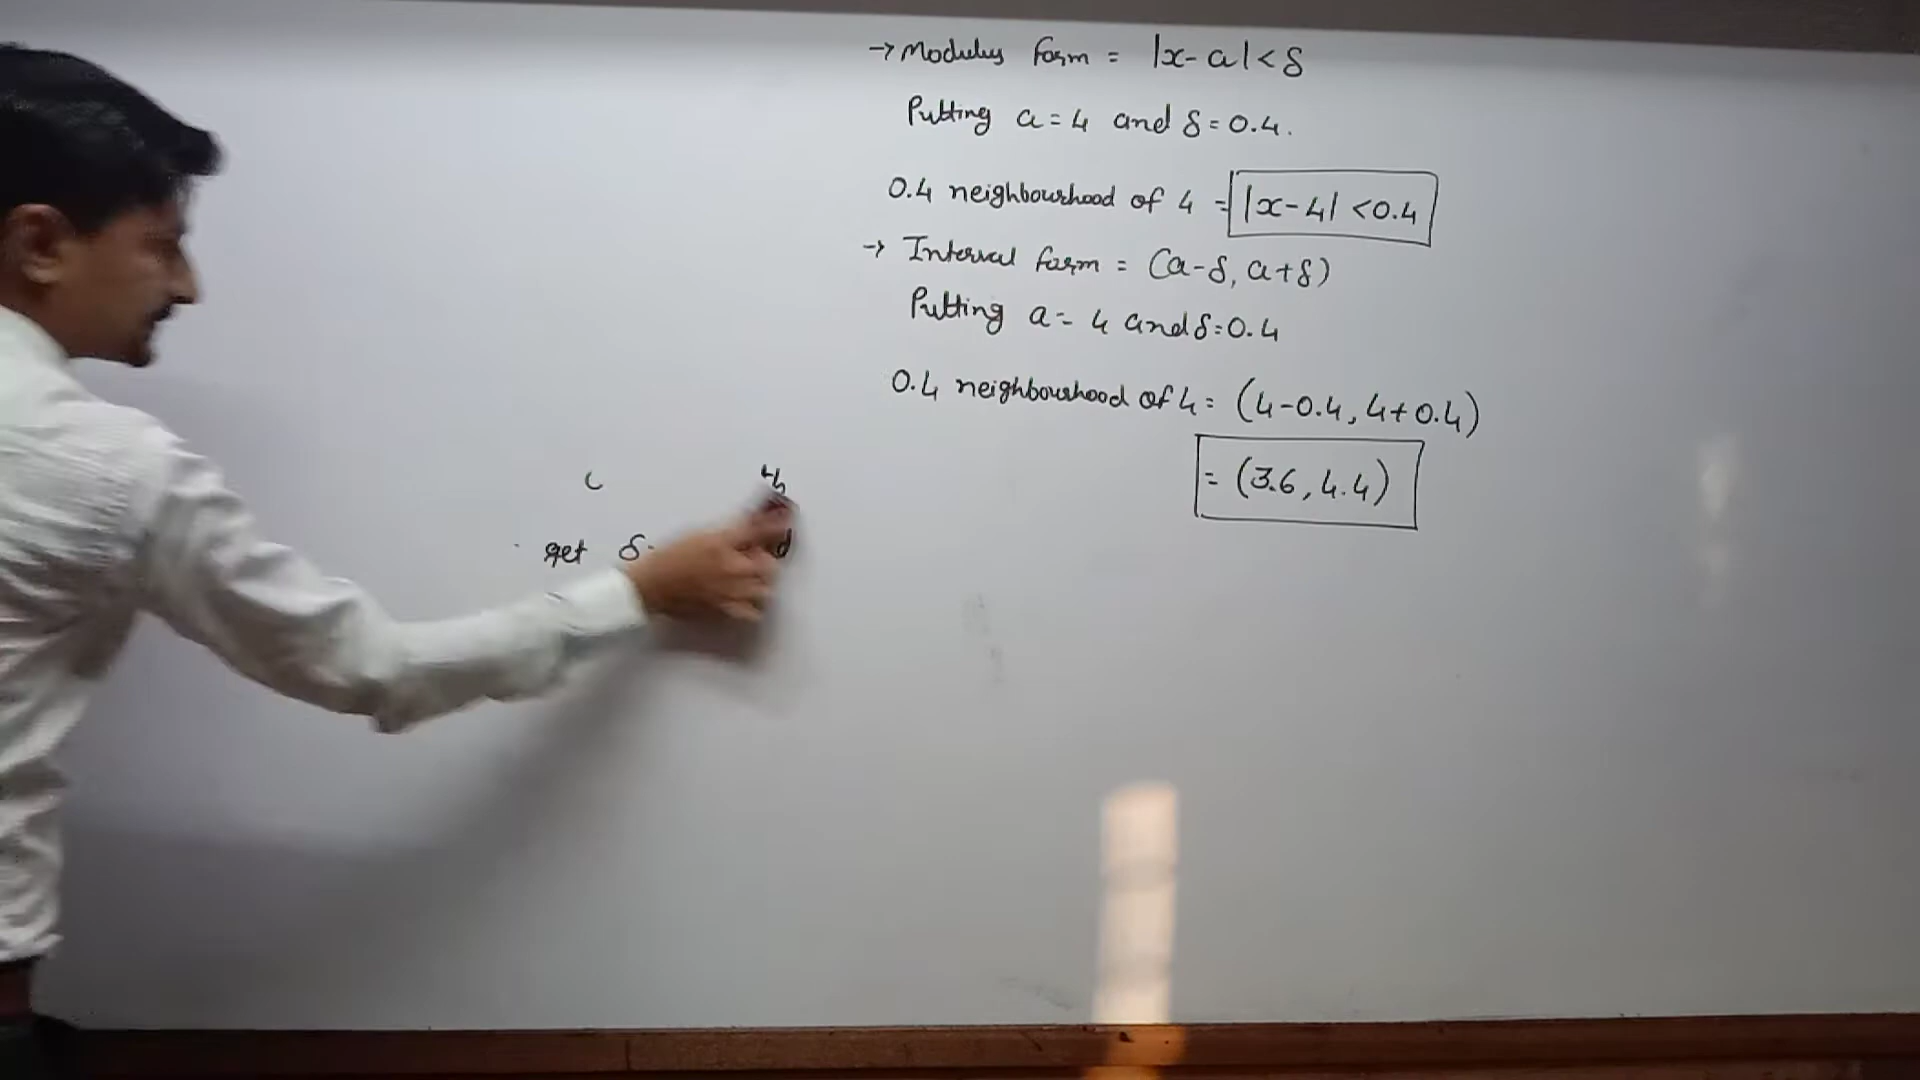 → Modulus form = |x-a| < δ
Putting a = 4 and δ = 0.4.
0.4 neighbourhood of 4 = |x-4| < 0.4
→ Interval form = (a-δ, a+δ)
Putting a = 4 and δ = 0.4
0.4 neighbourhood of 4 = (4-0.4, 4+0.4)
= (3.6, 4.4)
get δ